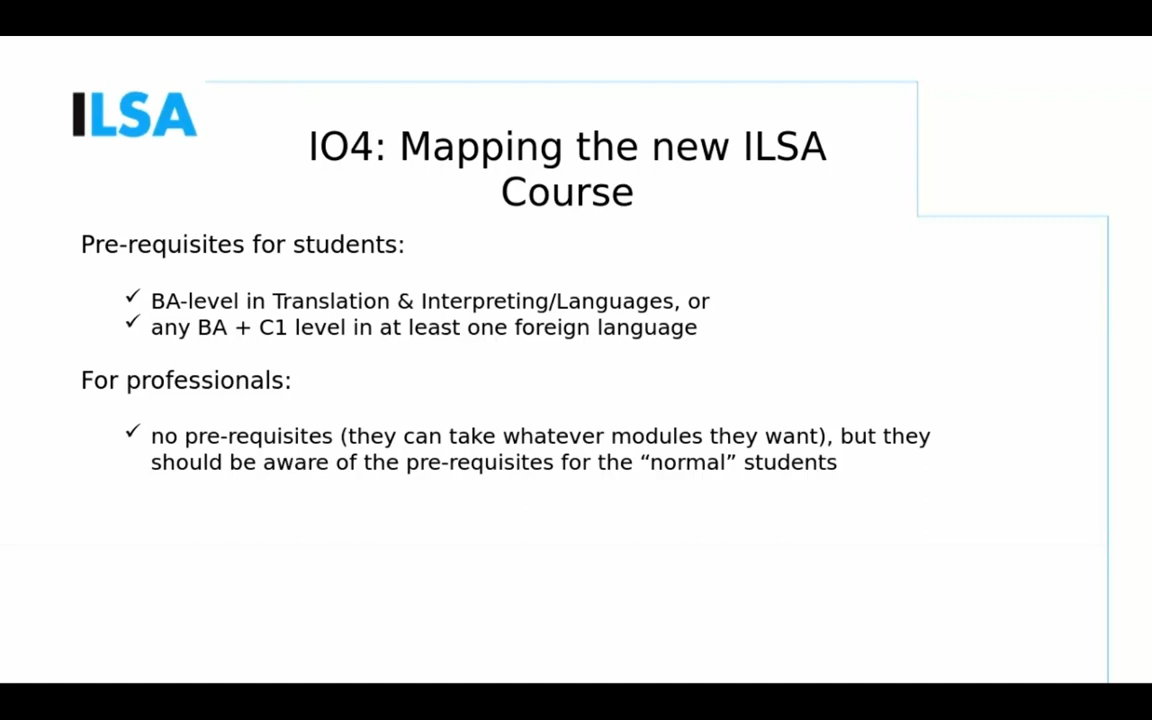 ILSA
IO4: Mapping the new ILSA
Course
Pre-requisites for students:
✓ BA-level in Translation & Interpreting/Languages, or
✓ any BA + C1 level in at least one foreign language
For professionals:
✓ no pre-requisites (they can take whatever modules they want), but they
should be aware of the pre-requisites for the “normal” students